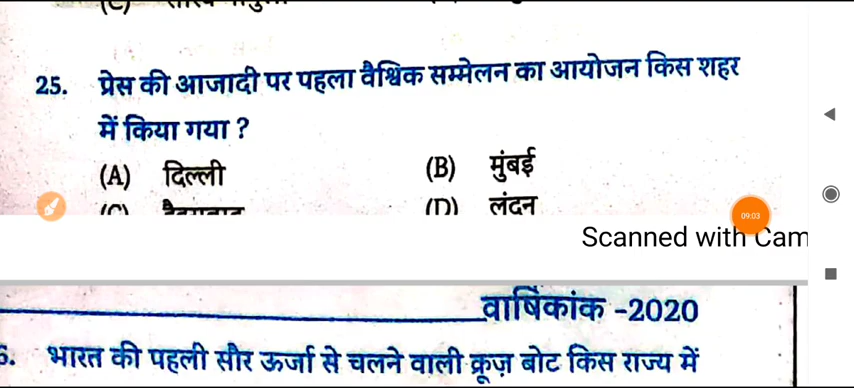 25. प्रेस की आजादी पर पहला वैश्विक सम्मेलन का आयोजन किस शहर
में किया गया ?
(A) दिल्ली (B) मुंबई
(D) लंदन
09:03
Scanned with Cam
वार्षिकांक -2020
भारत की पहली सौर ऊर्जा से चलने वाली क्रूज़ बोट किस राज्य में